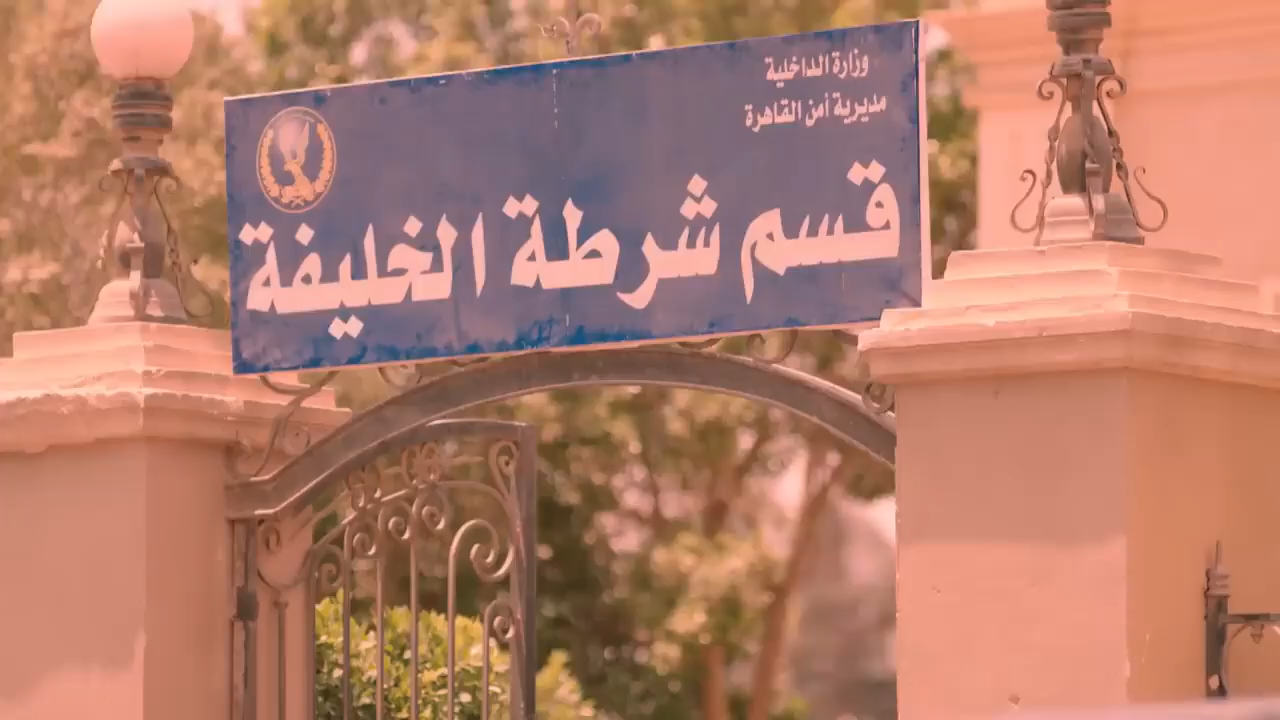 وزارة الداخلية
مديرية أمن القاهرة
قسم شرطة الخليفة